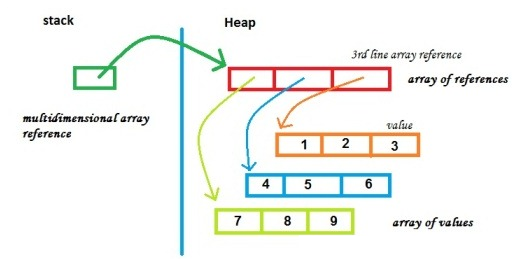 stack
Heap
3rd line array reference
array of references
multidimensional array
reference
value
1 2 3
4 5 6
7 8 9
array of values